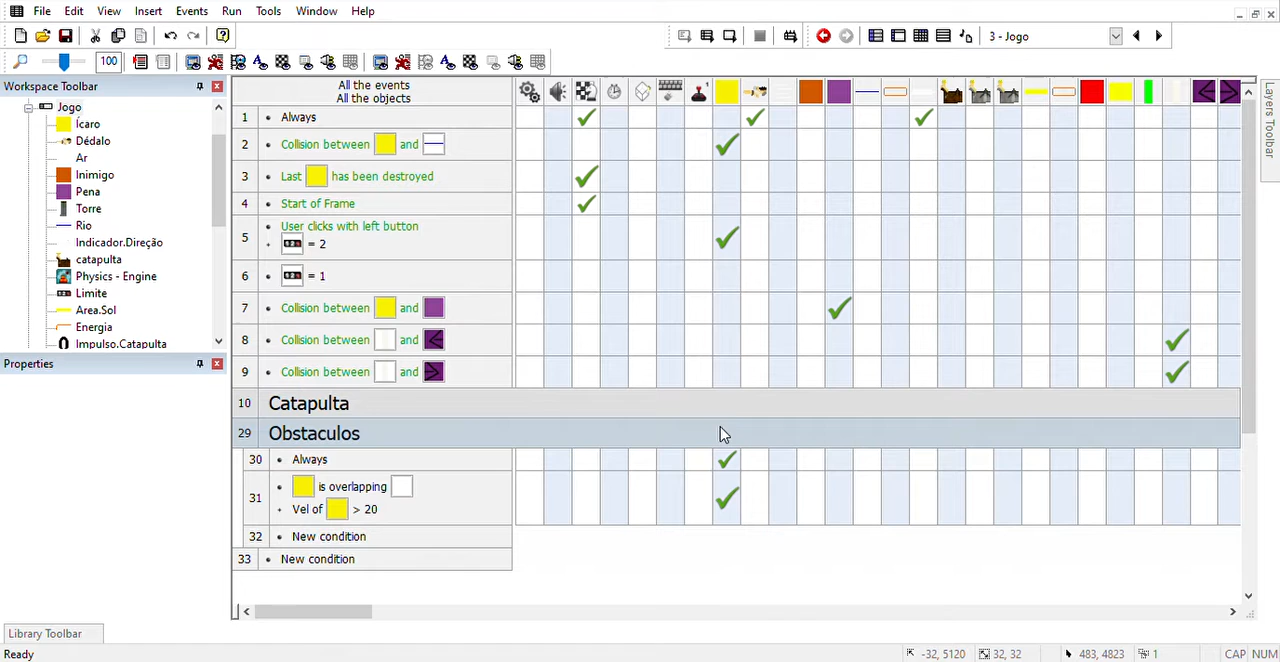 File Edit View Insert Events Run Tools Window Help
3 - Jogo
100
Workspace Toolbar
Jogo
Ícaro
Dédalo
Ar
Inimigo
Pena
Torre
Rio
Indicador.Direção
catapulta
Physics - Engine
Limite
Area.Sol
Energia
Impulso.Catapulta
Properties
Library Toolbar
All the events
All the objects
1 • Always
2 • Collision between and
3 • Last has been destroyed
4 • Start of Frame
5 • User clicks with left button
= 2
6 • = 1
7 • Collision between and
8 • Collision between and
9 • Collision between and
10 Catapulta
29 Obstaculos
30 • Always
31 • is overlapping
Vel of > 20
32 • New condition
33 • New condition
Layers Toolbar
Ready
-32, 5120 32, 32 483, 4823 1 CAP NUM